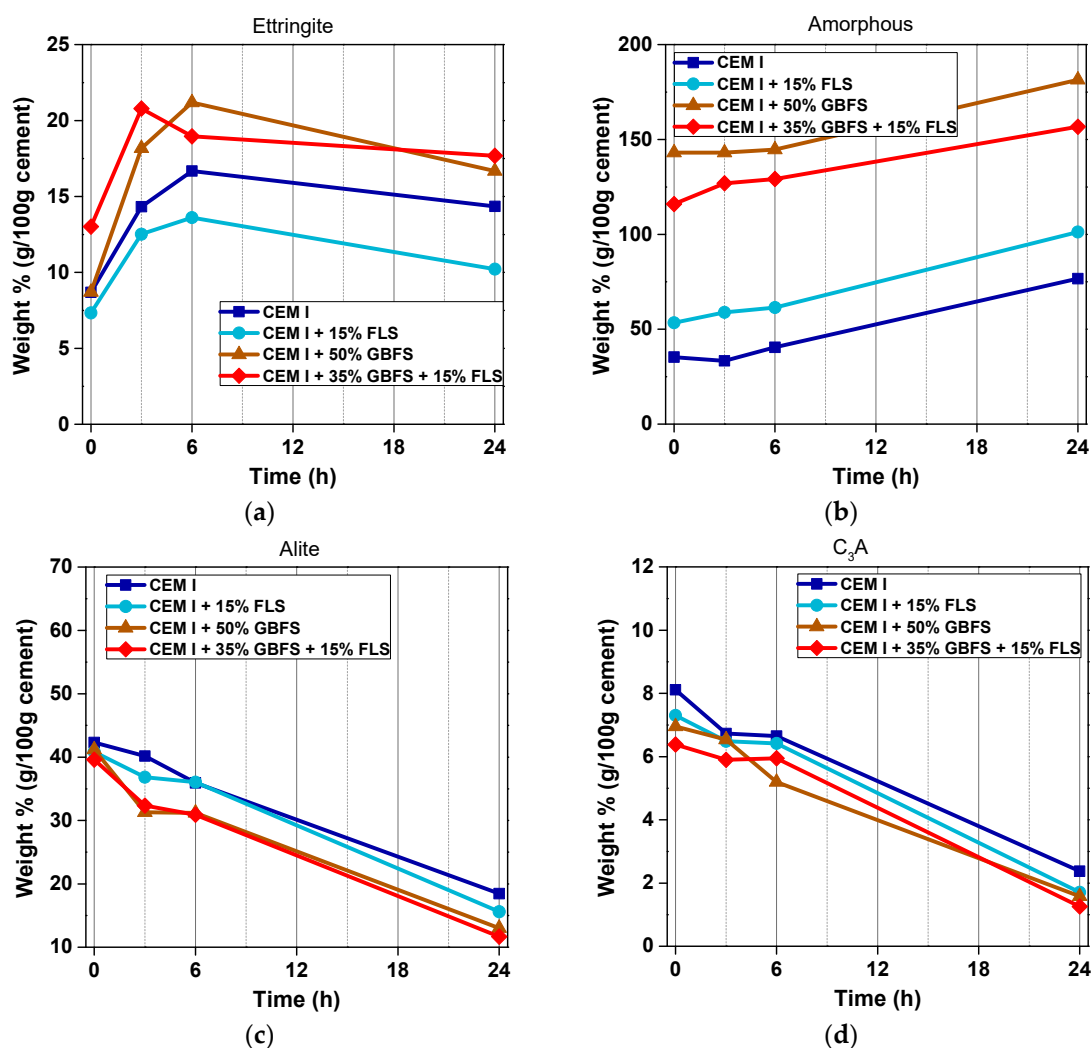 Ettringite
25
20
15
10
5
0
Weight % (g/100g cement)
CEM I
CEM I + 15% FLS
CEM I + 50% GBFS
CEM I + 35% GBFS + 15% FLS
0 6 12 18 24
Time (h)
(a)
Amorphous
200
150
100
50
0
Weight % (g/100g cement)
CEM I
CEM I + 15% FLS
CEM I + 50% GBFS
CEM I + 35% GBFS + 15% FLS
0 6 12 18 24
Time (h)
(b)
Alite
70
60
50
40
30
20
10
Weight % (g/100g cement)
CEM I
CEM I + 15% FLS
CEM I + 50% GBFS
CEM I + 35% GBFS + 15% FLS
0 6 12 18 24
Time (h)
(c)
C₃A
12
10
8
6
4
2
0
Weight % (g/100g cement)
CEM I
CEM I + 15% FLS
CEM I + 50% GBFS
CEM I + 35% GBFS + 15% FLS
0 6 12 18 24
Time (h)
(d)